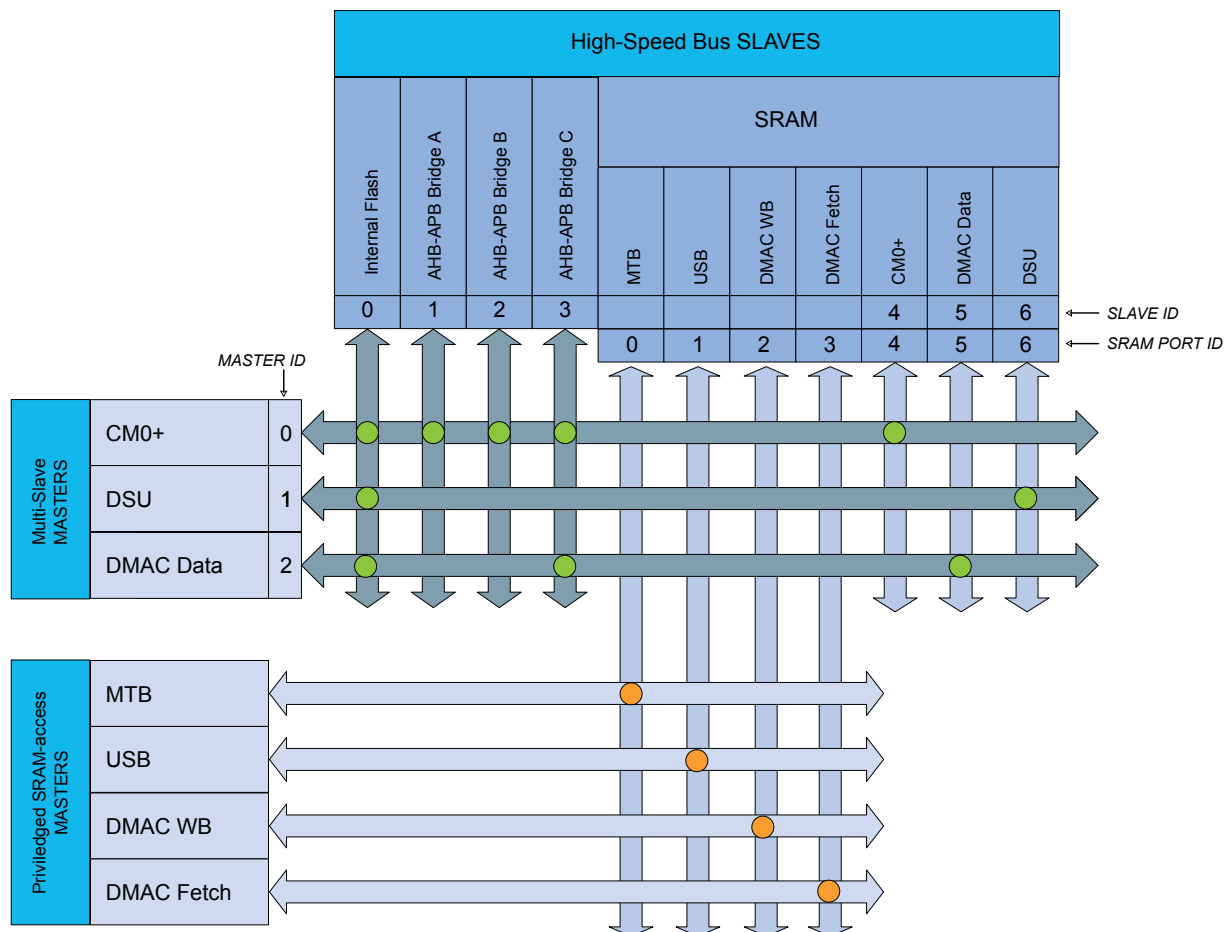 High-Speed Bus SLAVES
SRAM
Internal Flash
AHB-APB Bridge A
AHB-APB Bridge B
AHB-APB Bridge C
MTB
USB
DMAC WB
DMAC Fetch
CM0+
DMAC Data
DSU
0 1 2 3 4 5 6 SLAVE ID
0 1 2 3 4 5 6 SRAM PORT ID
MASTER ID
Multi-Slave
MASTERS
CM0+ 0
DSU 1
DMAC Data 2
Priviledged SRAM-access
MASTERS
MTB
USB
DMAC WB
DMAC Fetch